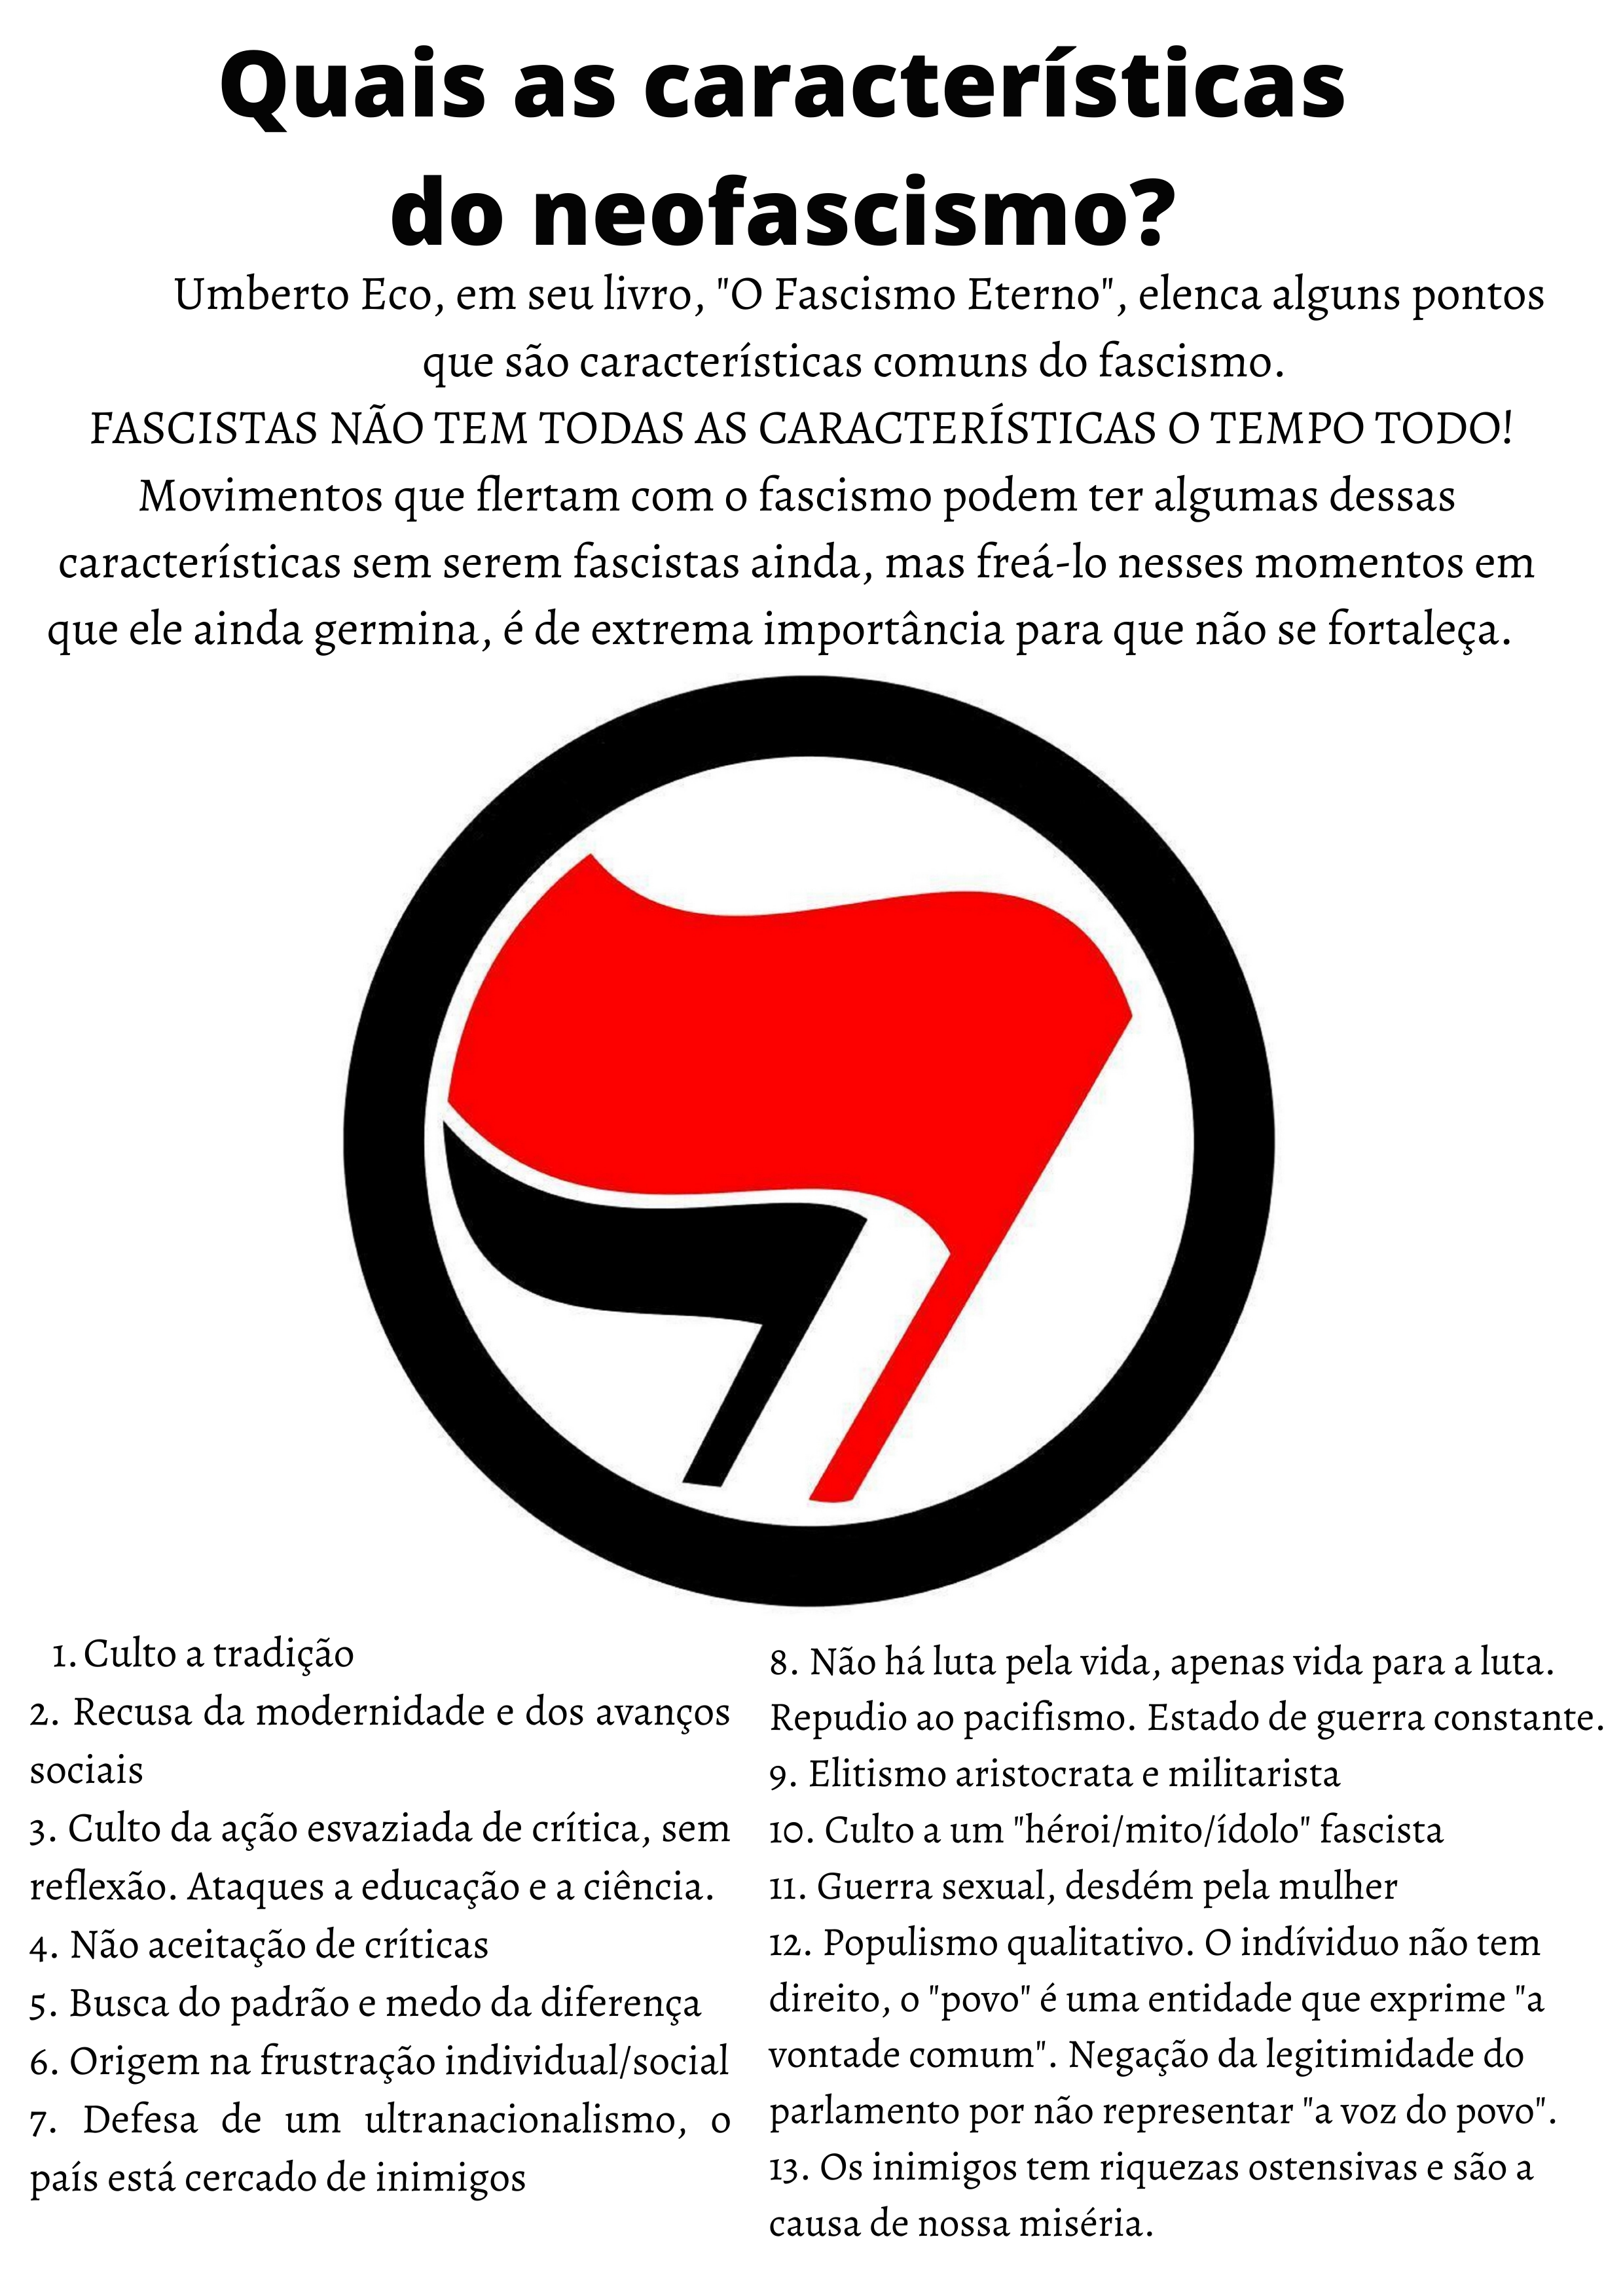 Quais as características
do neofascismo?
Umberto Eco, em seu livro, "O Fascismo Eterno", elenca alguns pontos
que são características comuns do fascismo.
FASCISTAS NÃO TEM TODAS AS CARACTERÍSTICAS O TEMPO TODO!
Movimentos que flertam com o fascismo podem ter algumas dessas
características sem serem fascistas ainda, mas freá-lo nesses momentos em
que ele ainda germina, é de extrema importância para que não se fortaleça.
1. Culto a tradição
2. Recusa da modernidade e dos avanços
sociais
3. Culto da ação esvaziada de crítica, sem
reflexão. Ataques a educação e a ciência.
4. Não aceitação de críticas
5. Busca do padrão e medo da diferença
6. Origem na frustração individual/social
7. Defesa de um ultranacionalismo, o
país está cercado de inimigos
8. Não há luta pela vida, apenas vida para a luta.
Repudio ao pacifismo. Estado de guerra constante.
9. Elitismo aristocrata e militarista
10. Culto a um "héroi/mito/ídolo" fascista
11. Guerra sexual, desdém pela mulher
12. Populismo qualitativo. O indíviduo não tem
direito, o "povo" é uma entidade que exprime "a
vontade comum". Negação da legitimidade do
parlamento por não representar "a voz do povo".
13. Os inimigos tem riquezas ostensivas e são a
causa de nossa miséria.